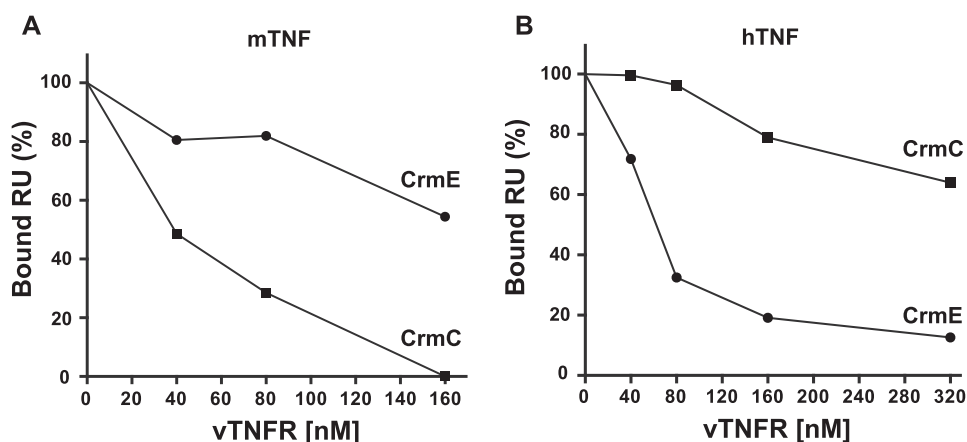 A
mTNF
100
80
60
40
20
0
Bound RU (%)
CrmE
CrmC
0 20 40 60 80 100 120 140 160
vTNFR [nM]
B
hTNF
100
80
60
40
20
0
Bound RU (%)
CrmC
CrmE
0 40 80 120 160 200 240 280 320
vTNFR [nM]